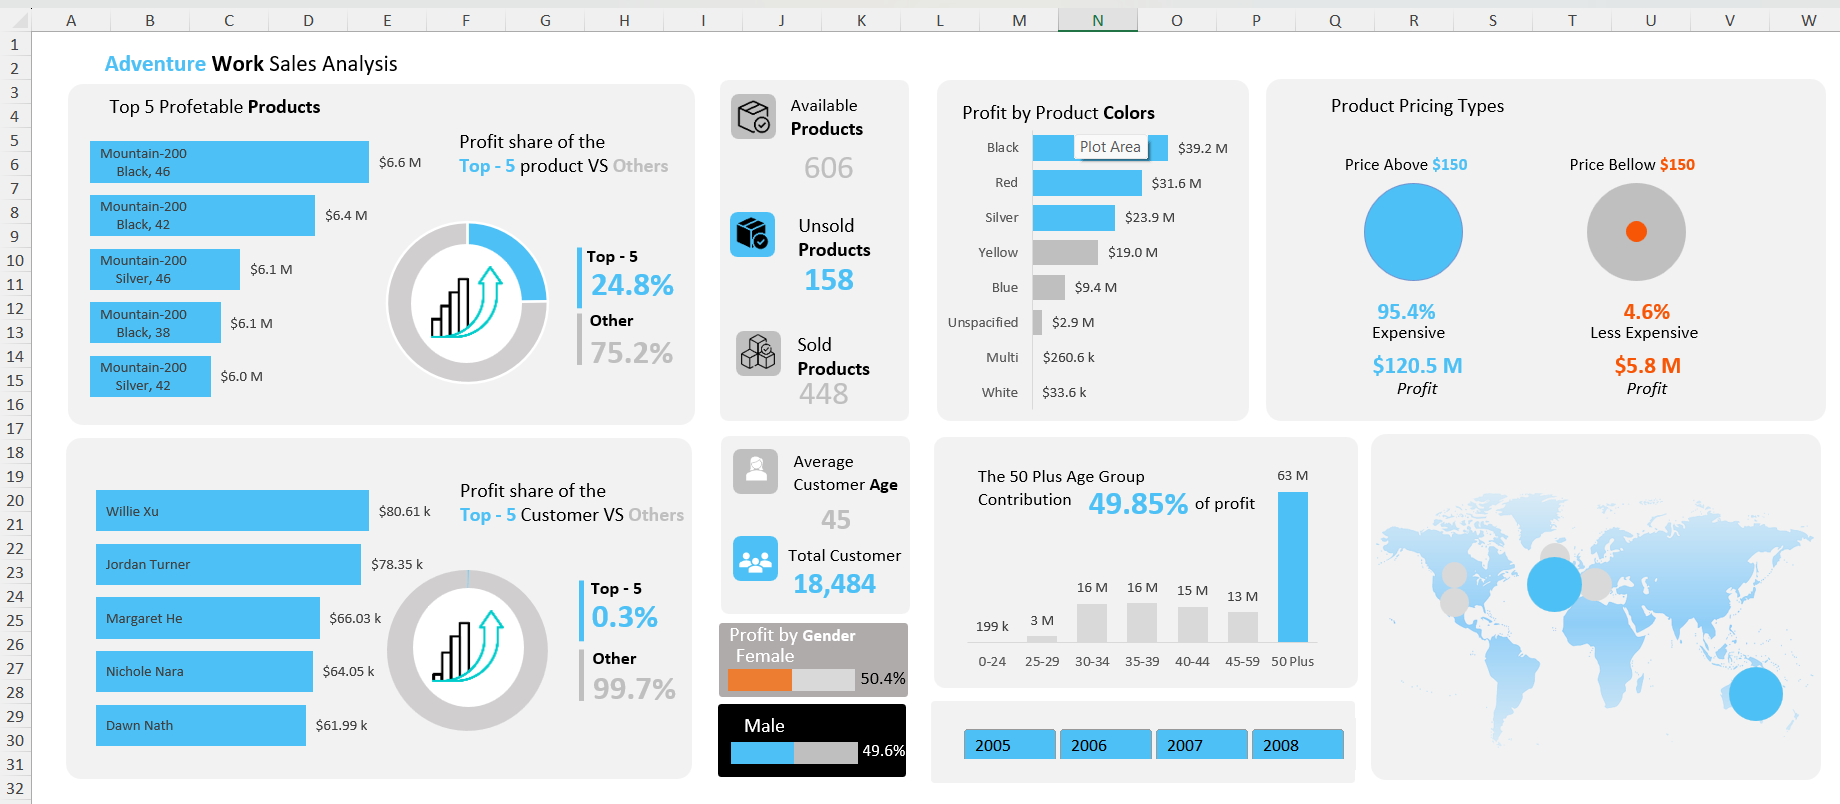 A B C D E F G H I J K L M N O P Q R S T U V W
1
2
3
4
5
6
7
8
9
10
11
12
13
14
15
16
17
18
19
20
21
22
23
24
25
26
27
28
29
30
31
32
Adventure Work Sales Analysis
Top 5 Profetable Products
Mountain-200
Black, 46
$6.6 M
Mountain-200
Black, 42
$6.4 M
Mountain-200
Silver, 46
$6.1 M
Mountain-200
Black, 38
$6.1 M
Mountain-200
Silver, 42
$6.0 M
Profit share of the
Top - 5 product VS Others
Top - 5
24.8%
Other
75.2%
Available
Products
606
Unsold
Products
158
Sold
Products
448
Profit by Product Colors
Black $39.2 M
Plot Area
Red $31.6 M
Silver $23.9 M
Yellow $19.0 M
Blue $9.4 M
Unspacified $2.9 M
Multi $260.6 k
White $33.6 k
Product Pricing Types
Price Above $150
95.4%
Expensive
$120.5 M
Profit
Price Bellow $150
4.6%
Less Expensive
$5.8 M
Profit
Willie Xu $80.61 k
Jordan Turner $78.35 k
Margaret He $66.03 k
Nichole Nara $64.05 k
Dawn Nath $61.99 k
Profit share of the
Top - 5 Customer VS Others
Top - 5
0.3%
Other
99.7%
Average
Customer Age
45
Total Customer
18,484
Profit by Gender
Female
50.4%
Male
49.6%
The 50 Plus Age Group
Contribution 49.85% of profit
199 k 3 M 16 M 16 M 15 M 13 M 63 M
0-24 25-29 30-34 35-39 40-44 45-59 50 Plus
2005 2006 2007 2008